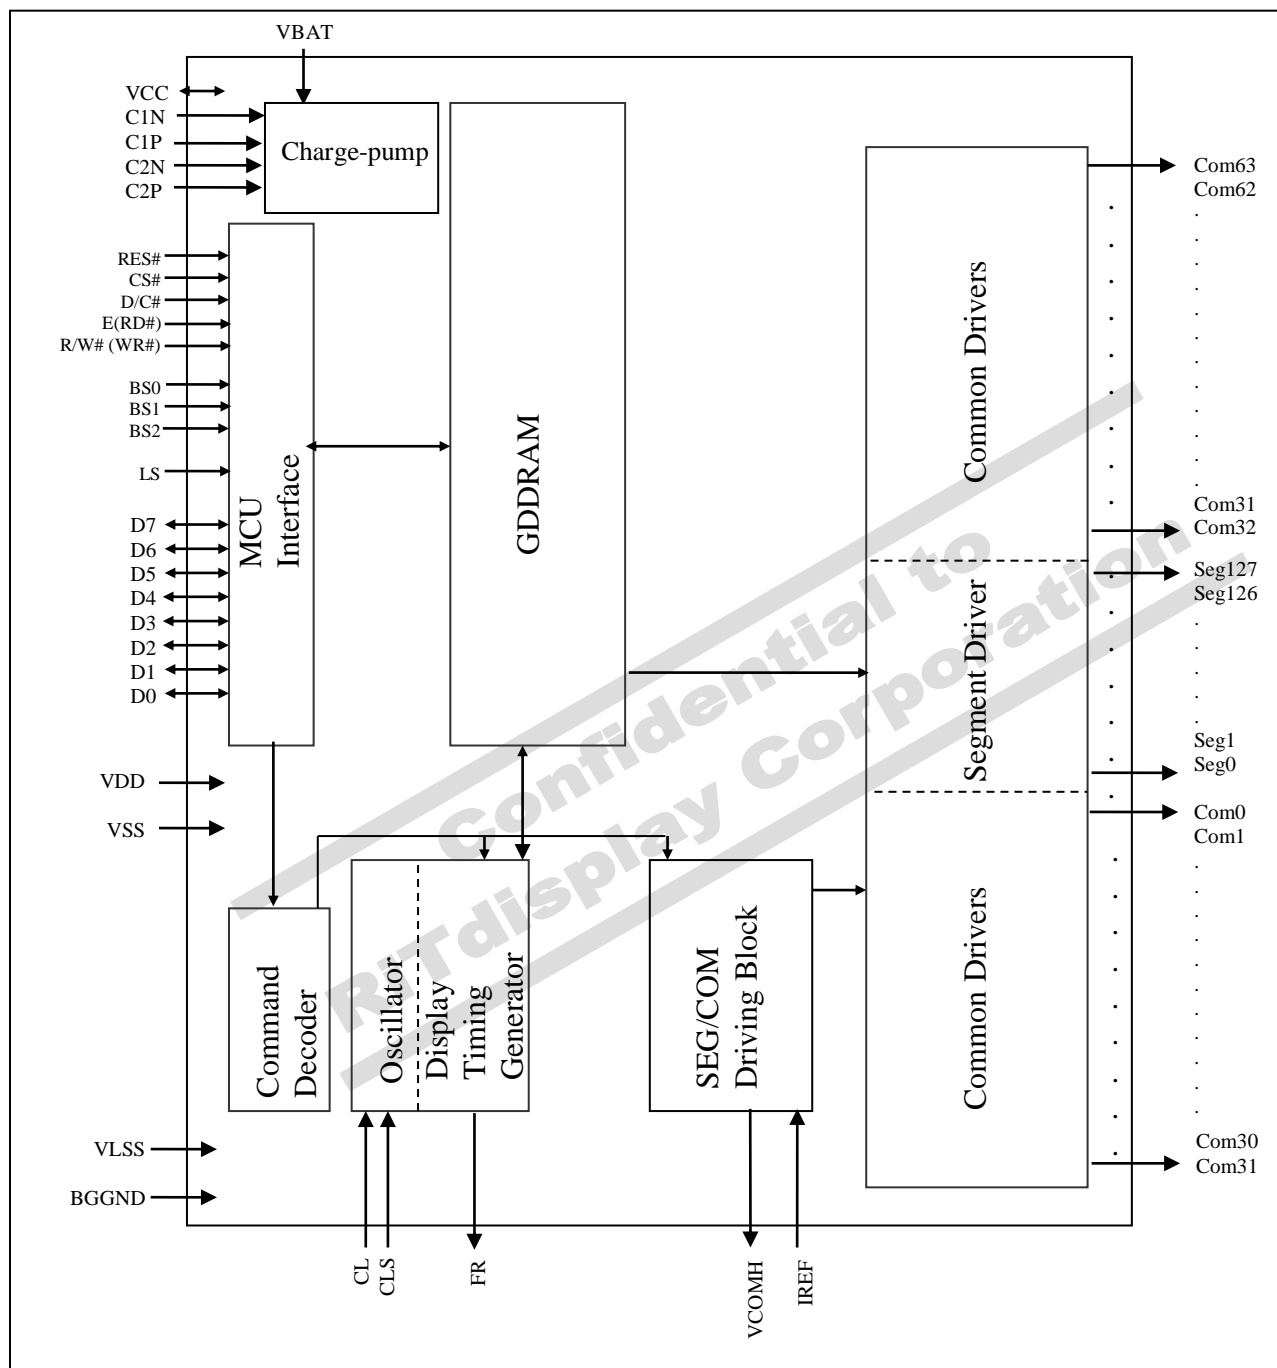 VBAT
VCC
C1N
C1P
C2N
C2P
Charge-pump
RES#
CS#
D/C#
E(RD#)
R/W# (WR#)
BS0
BS1
BS2
LS
D7
D6
D5
D4
D3
D2
D1
D0
MCU
Interface
GDDRAM
Common Drivers
Segment Driver
Common Drivers
Com63
Com62
.
.
.
.
.
.
.
.
.
.
.
.
Com31
Com32
Seg127
Seg126
.
.
.
.
.
Seg1
Seg0
Com0
Com1
.
.
.
.
.
.
.
.
.
.
.
Com30
Com31
VDD
VSS
VLSS
BGGND
Command
Decoder
Oscillator
Display
Timing
Generator
SEG/COM
Driving Block
CL
CLS
FR
VCOMH
IREF
Confidential to
RiTdisplay Corporation